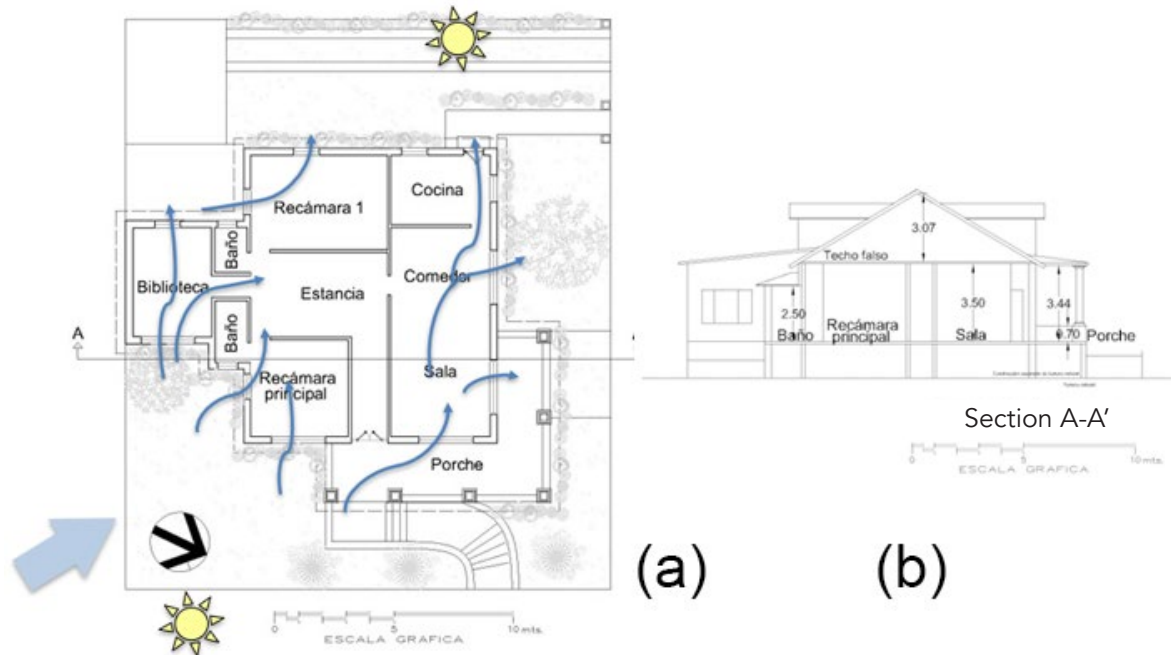 Recámara 1
Cocina
Baño
Biblioteca
Estancia
Comedor
Baño
A
Recámara
principal
Sala
Porche
0 5 10 mts.
ESCALA GRAFICA
(a)
3.07
Techo falso
2.50
3.50
3.44
0.70
Baño
Recámara
principal
Sala
Porche
Section A-A’
0 5 10 mts.
ESCALA GRAFICA
(b)